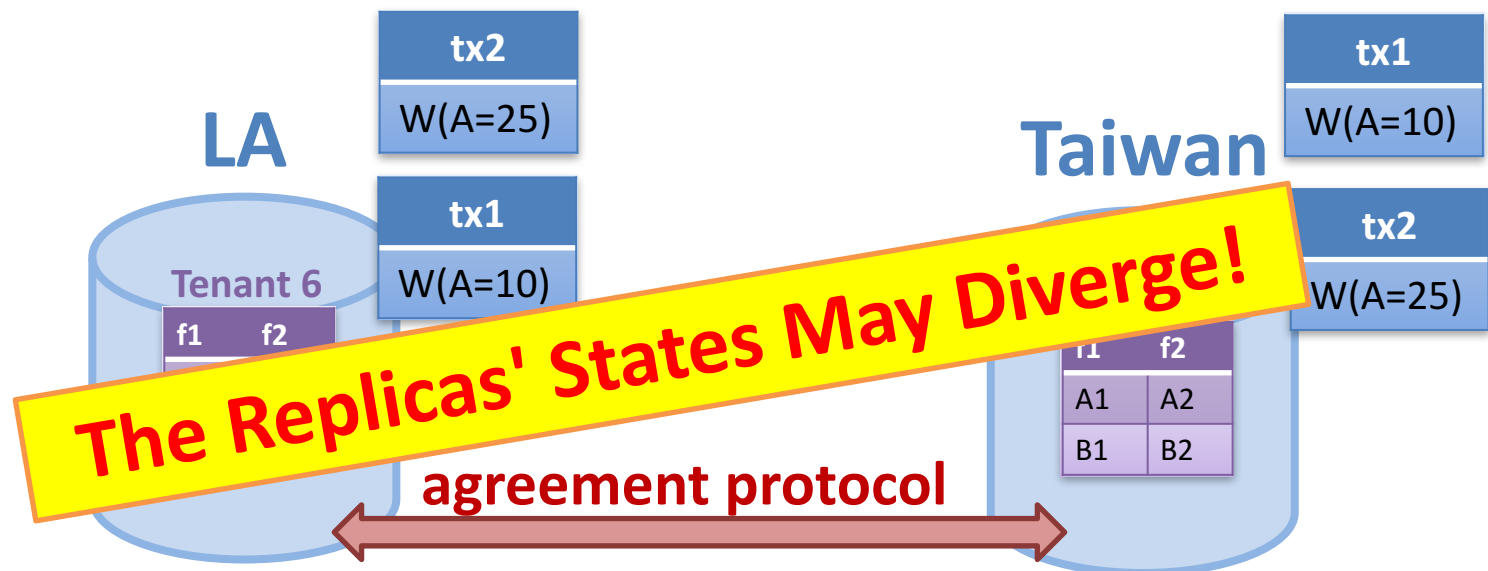 tx2
W(A=25)
LA
tx1
W(A=10)
Tenant 6
f1 f2
The Replicas' States May Diverge!
agreement protocol
Taiwan
tx1
W(A=10)
tx2
W(A=25)
f1 f2
A1 A2
B1 B2